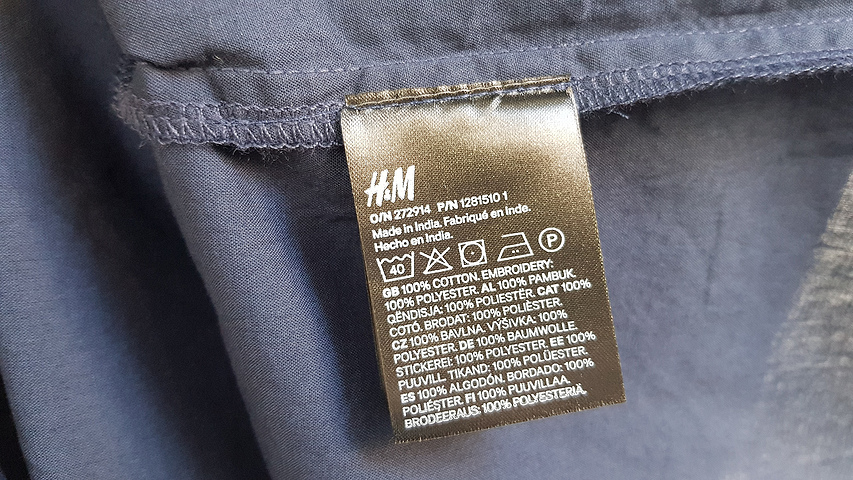 H&M
O/N 272914 P/N 1281510 1
Made in India. Fabriqué en Inde.
Hecho en India.
40 P
GB 100% COTTON. EMBROIDERY:
100% POLYESTER. AL 100% PAMBUK.
QËNDISJA: 100% POLIESTËR. CAT 100%
COTÓ. BRODAT: 100% POLIÈSTER.
CZ 100% BAVLNA. VÝŠIVKA: 100%
POLYESTER. DE 100% BAUMWOLLE.
STICKEREI: 100% POLYESTER. EE 100%
PUUVILL. TIKAND: 100% POLÜESTER.
ES 100% ALGODÓN. BORDADO: 100%
POLIÉSTER. FI 100% PUUVILLAA.
BRODEERAUS: 100% POLYESTERIÄ.